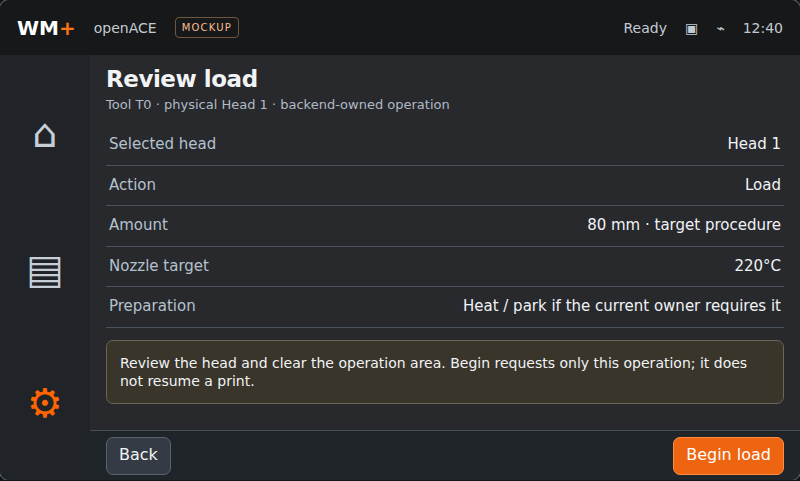 WM+ openACE MOCKUP Ready 12:40
Review load
Tool T0 · physical Head 1 · backend-owned operation
Selected head Head 1
Action Load
Amount 80 mm · target procedure
Nozzle target 220°C
Preparation Heat / park if the current owner requires it
Review the head and clear the operation area. Begin requests only this operation; it does
not resume a print.
Back Begin load